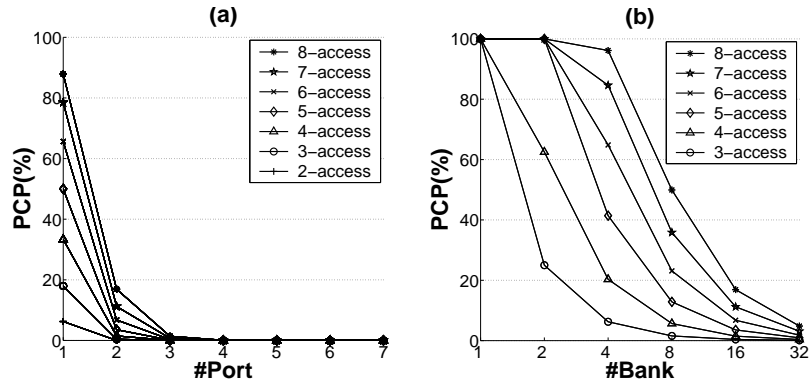 (a)
100
80
60
40
20
0
PCP(%)
8-access
7-access
6-access
5-access
4-access
3-access
2-access
1 2 3 4 5 6 7
#Port
(b)
100
80
60
40
20
0
PCP(%)
8-access
7-access
6-access
5-access
4-access
3-access
1 2 4 8 16 32
#Bank